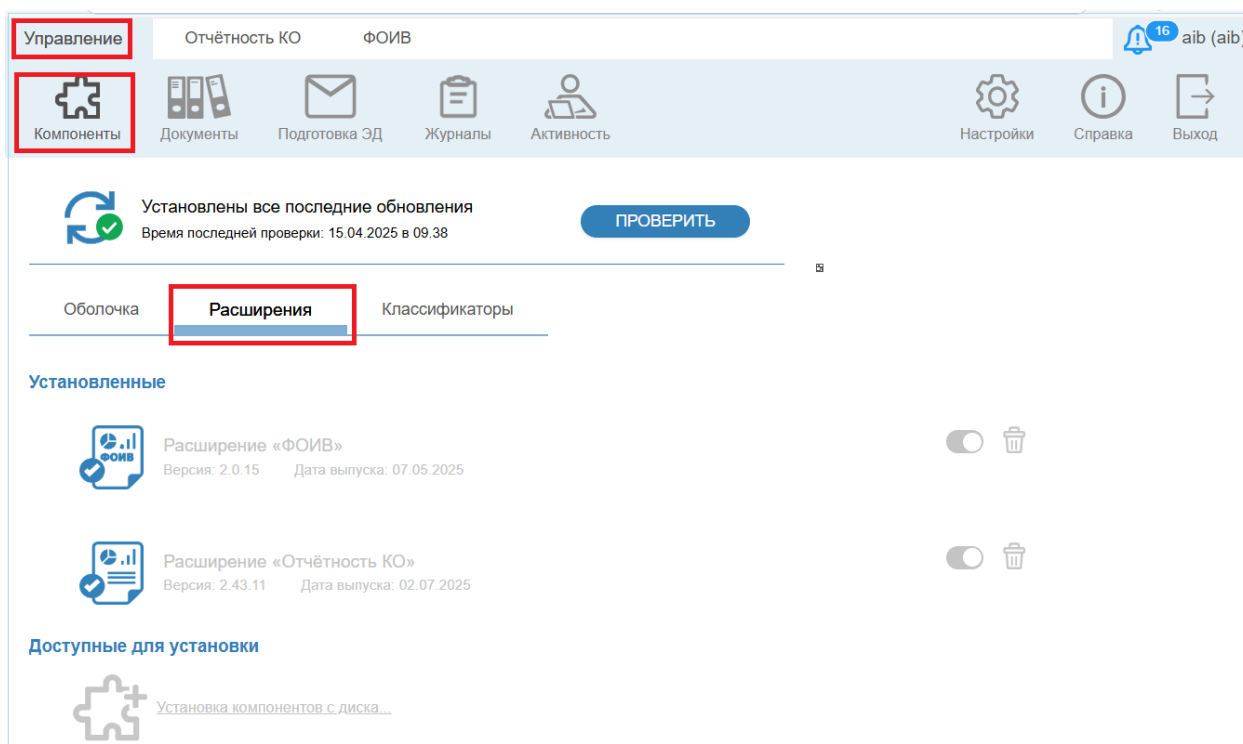 Управление Отчётность КО ФОИВ 16 aib (aib)
Компоненты Документы Подготовка ЭД Журналы Активность Настройки Справка Выход
Установлены все последние обновления
ПРОВЕРИТЬ
Время последней проверки: 15.04.2025 в 09.38
Оболочка Расширения Классификаторы
Установленные
ФОИВ
Расширение «ФОИВ»
Версия: 2.0.15 Дата выпуска: 07.05.2025
Расширение «Отчётность КО»
Версия: 2.43.11 Дата выпуска: 02.07.2025
Доступные для установки
Установка компонентов с диска...